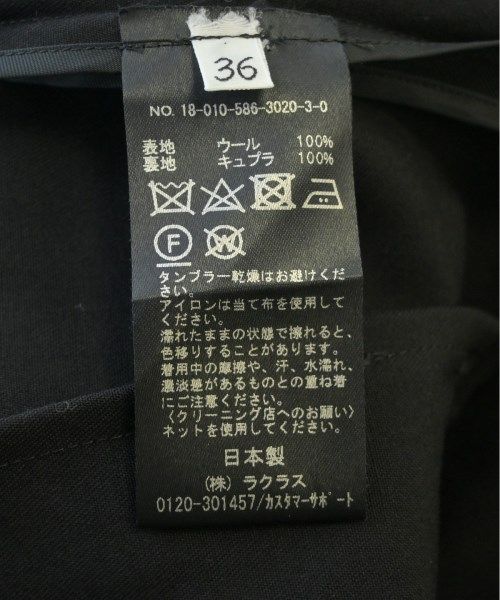 36
NO. 18-010-586-3020-3-0
表地 ウール 100%
裏地 キュプラ 100%
F W
タンブラー乾燥はお避けくだ
さい。
アイロンは当て布を使用して
ください。
濡れたままの状態で擦れると、
色移りすることがあります。
着用中の摩擦や、汗、水濡れ、
濃淡差があるものとの重ね着
にご注意ください。
〈クリーニング店へのお願い〉
ネットを使用してください。
日本製
(株) ラクラス
0120-301457/カスタマーサポート